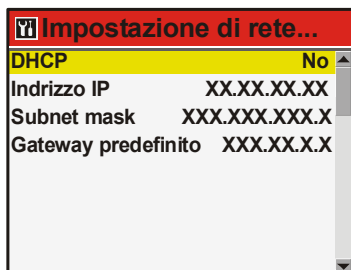 Impostazione di rete...
DHCP No
Indrizzo IP XX.XX.XX.XX
Subnet mask XXX.XXX.XXX.X
Gateway predefinito XXX.XX.X.X